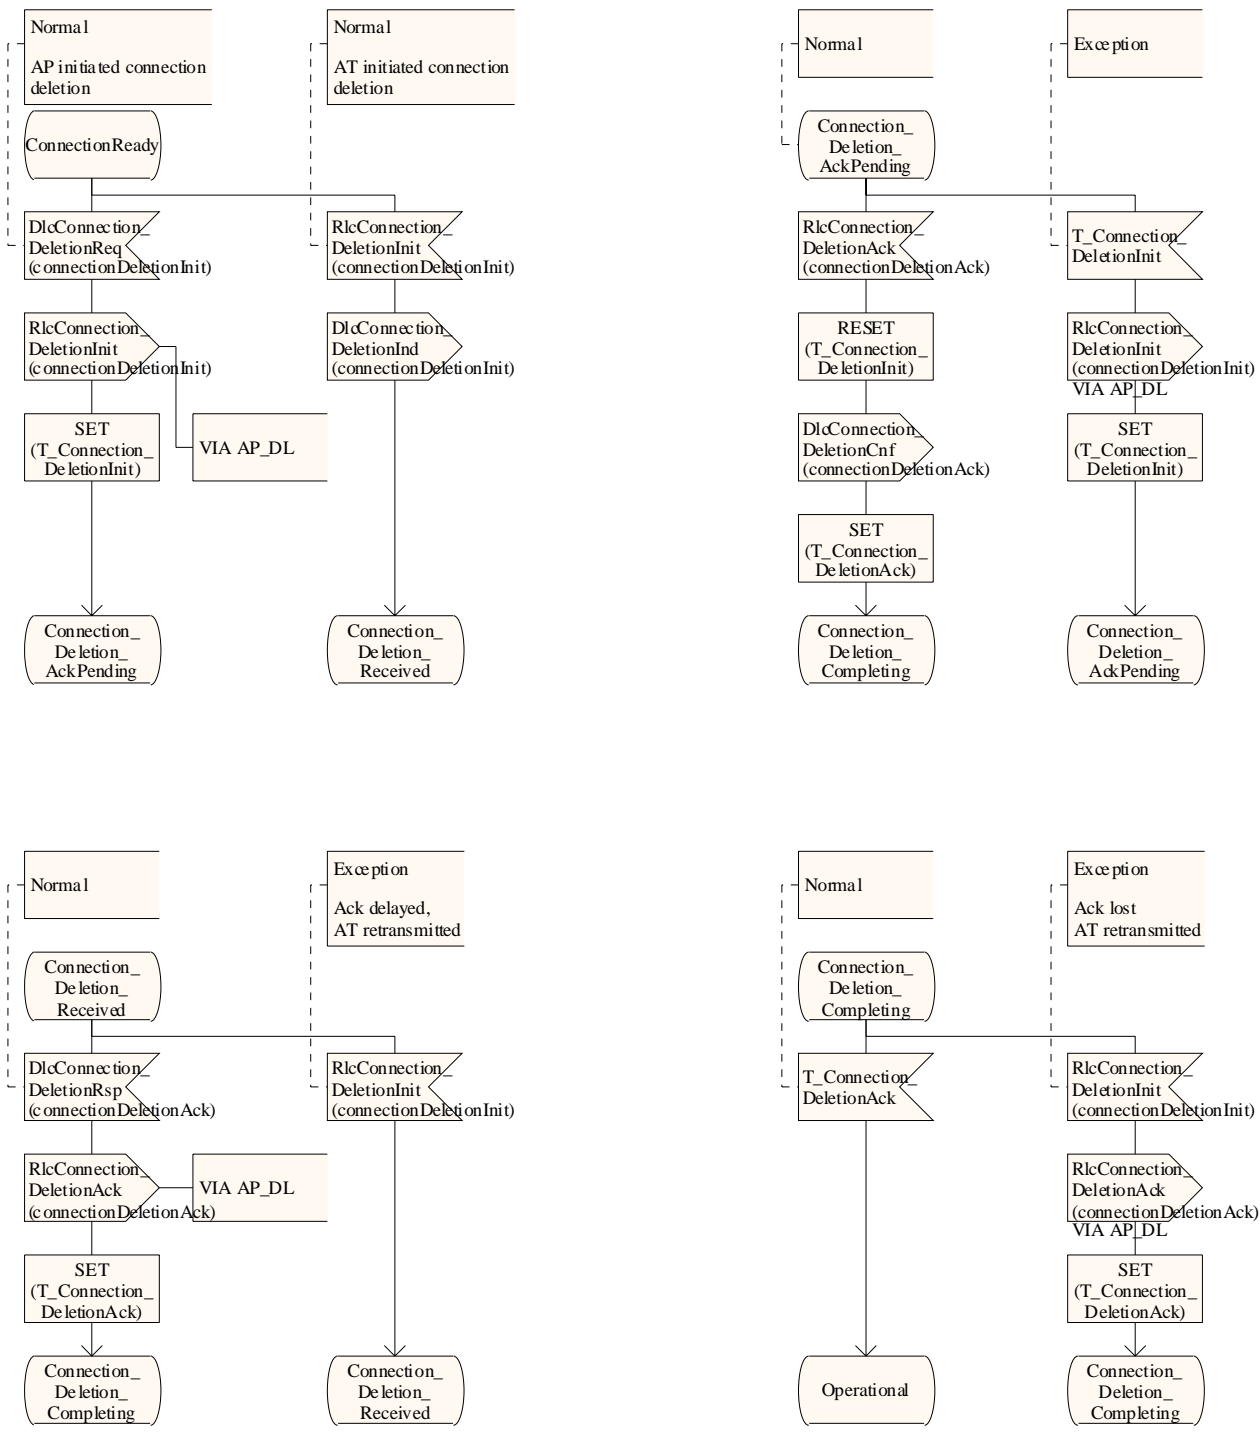 Normal
AP initiated connection
deletion
Normal
AT initiated connection
deletion
ConnectionReady
DlcConnection_
DeletionReq
(connectionDeletionInit)
RlcConnection_
DeletionInit
(connectionDeletionInit)
RlcConnection_
DeletionInit
(connectionDeletionInit)
DlcConnection_
DeletionInd
(connectionDeletionInit)
SET
(T_Connection_
DeletionInit)
VIA AP_DL
Connection_
Deletion_
AckPending
Connection_
Deletion_
Received
Normal
Exception
Connection_
Deletion_
AckPending
RlcConnection_
DeletionAck
(connectionDeletionAck)
T_Connection_
DeletionInit
RESET
(T_Connection_
DeletionInit)
RlcConnection_
DeletionInit
(connectionDeletionInit)
VIA AP_DL
DlcConnection_
DeletionCnf
(connectionDeletionAck)
SET
(T_Connection_
DeletionInit)
SET
(T_Connection_
DeletionAck)
Connection_
Deletion_
Completing
Connection_
Deletion_
AckPending
Normal
Exception
Ack delayed,
AT retransmitted
Connection_
Deletion_
Received
DlcConnection_
DeletionRsp
(connectionDeletionAck)
RlcConnection_
DeletionInit
(connectionDeletionInit)
RlcConnection_
DeletionAck
(connectionDeletionAck)
VIA AP_DL
SET
(T_Connection_
DeletionAck)
Connection_
Deletion_
Completing
Connection_
Deletion_
Received
Normal
Exception
Ack lost
AT retransmitted
Connection_
Deletion_
Completing
T_Connection_
DeletionAck
RlcConnection_
DeletionInit
(connectionDeletionInit)
RlcConnection_
DeletionAck
(connectionDeletionAck)
VIA AP_DL
SET
(T_Connection_
DeletionAck)
Operational
Connection_
Deletion_
Completing